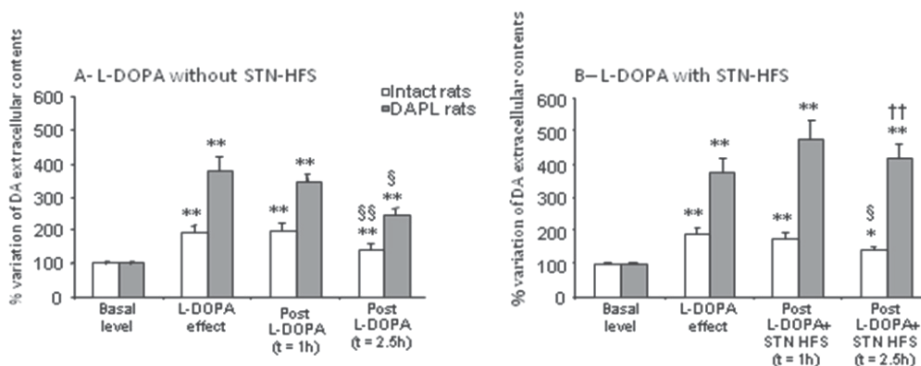 A- L-DOPA without STN-HFS
% variation of DA extracellular contents
600
500
400
300
200
100
0
Intact rats
DAPL rats
**
**
**
**
§§
**
§
**
Basal
level
L-DOPA
effect
Post
L-DOPA
(t = 1h)
Post
L-DOPA
(t = 2.5h)
B– L-DOPA with STN-HFS
% variation of DA extracellular contents
600
500
400
300
200
100
0
**
**
**
**
§
*
††
**
Basal
level
L-DOPA
effect
Post
L-DOPA+
STN HFS
(t = 1h)
Post
L-DOPA+
STN HFS
(t = 2.5h)